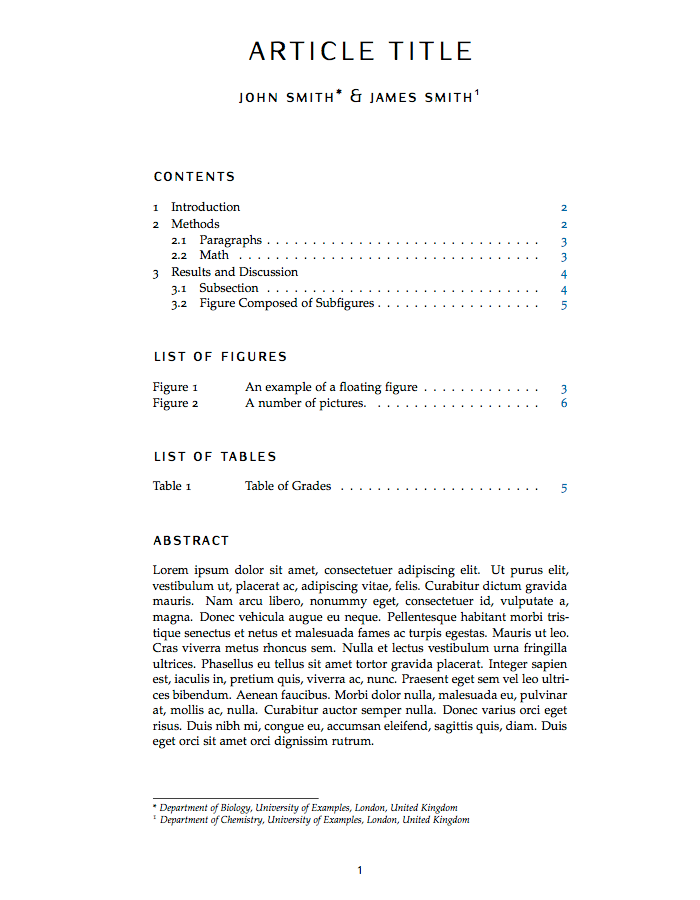 ARTICLE TITLE
JOHN SMITH* & JAMES SMITH¹
CONTENTS
1 Introduction 2
2 Methods 2
2.1 Paragraphs . . . . . . . . . . . . . . . . . . . . . . . . . . . . . . 3
2.2 Math . . . . . . . . . . . . . . . . . . . . . . . . . . . . . . . . . 3
3 Results and Discussion 4
3.1 Subsection . . . . . . . . . . . . . . . . . . . . . . . . . . . . . . 4
3.2 Figure Composed of Subfigures . . . . . . . . . . . . . . . . . . 5
LIST OF FIGURES
Figure 1 An example of a floating figure . . . . . . . . . . . . . 3
Figure 2 A number of pictures. . . . . . . . . . . . . . . . . . . 6
LIST OF TABLES
Table 1 Table of Grades . . . . . . . . . . . . . . . . . . . . . . 5
ABSTRACT
Lorem ipsum dolor sit amet, consectetuer adipiscing elit. Ut purus elit,
vestibulum ut, placerat ac, adipiscing vitae, felis. Curabitur dictum gravida
mauris. Nam arcu libero, nonummy eget, consectetuer id, vulputate a,
magna. Donec vehicula augue eu neque. Pellentesque habitant morbi tris-
tique senectus et netus et malesuada fames ac turpis egestas. Mauris ut leo.
Cras viverra metus rhoncus sem. Nulla et lectus vestibulum urna fringilla
ultrices. Phasellus eu tellus sit amet tortor gravida placerat. Integer sapien
est, iaculis in, pretium quis, viverra ac, nunc. Praesent eget sem vel leo ultri-
ces bibendum. Aenean faucibus. Morbi dolor nulla, malesuada eu, pulvinar
at, mollis ac, nulla. Curabitur auctor semper nulla. Donec varius orci eget
risus. Duis nibh mi, congue eu, accumsan eleifend, sagittis quis, diam. Duis
eget orci sit amet orci dignissim rutrum.
* Department of Biology, University of Examples, London, United Kingdom
¹ Department of Chemistry, University of Examples, London, United Kingdom
1